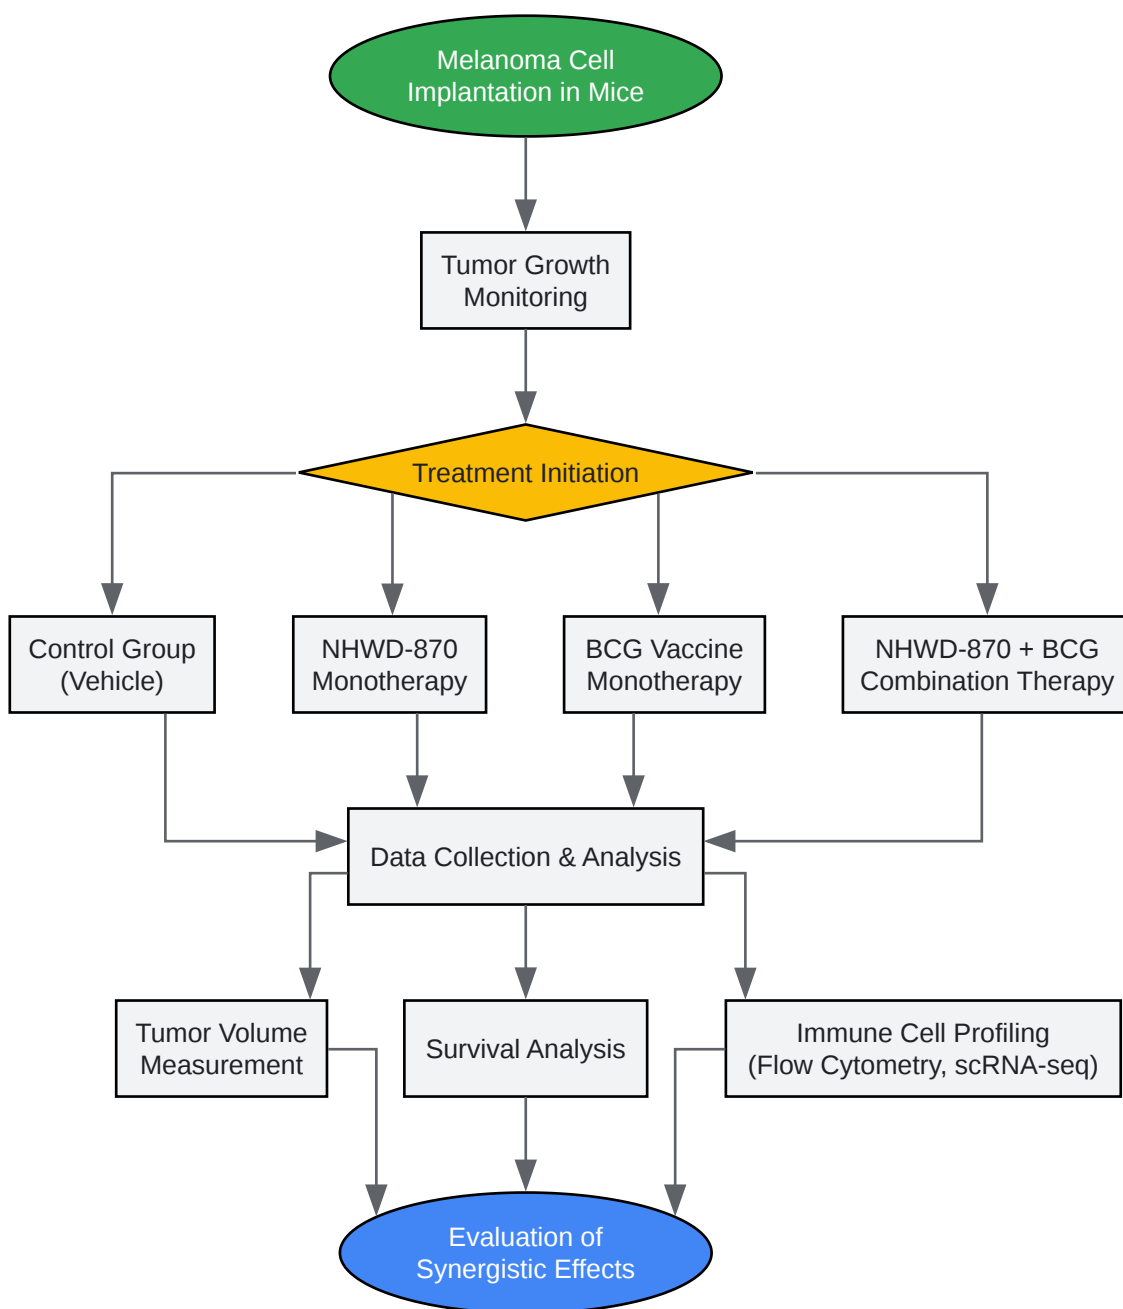 Melanoma Cell
Implantation in Mice
Tumor Growth
Monitoring
Treatment Initiation
Control Group
(Vehicle)
NHWD-870
Monotherapy
BCG Vaccine
Monotherapy
NHWD-870 + BCG
Combination Therapy
Data Collection & Analysis
Tumor Volume
Measurement
Survival Analysis
Immune Cell Profiling
(Flow Cytometry, scRNA-seq)
Evaluation of
Synergistic Effects